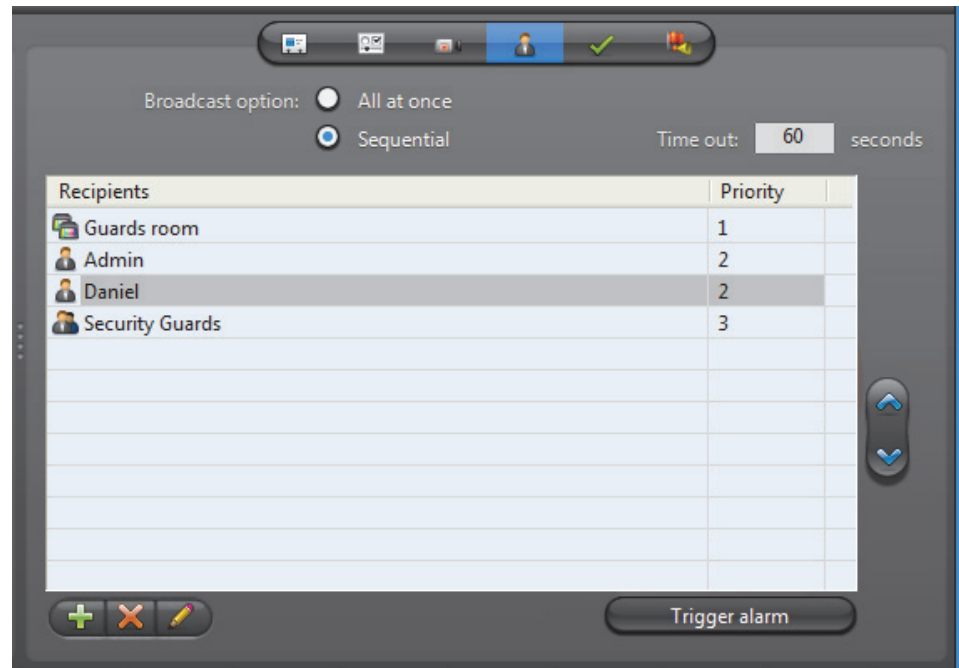 Broadcast option: All at once
Sequential Time out: 60 seconds
Recipients Priority
Guards room 1
Admin 2
Daniel 2
Security Guards 3
Trigger alarm